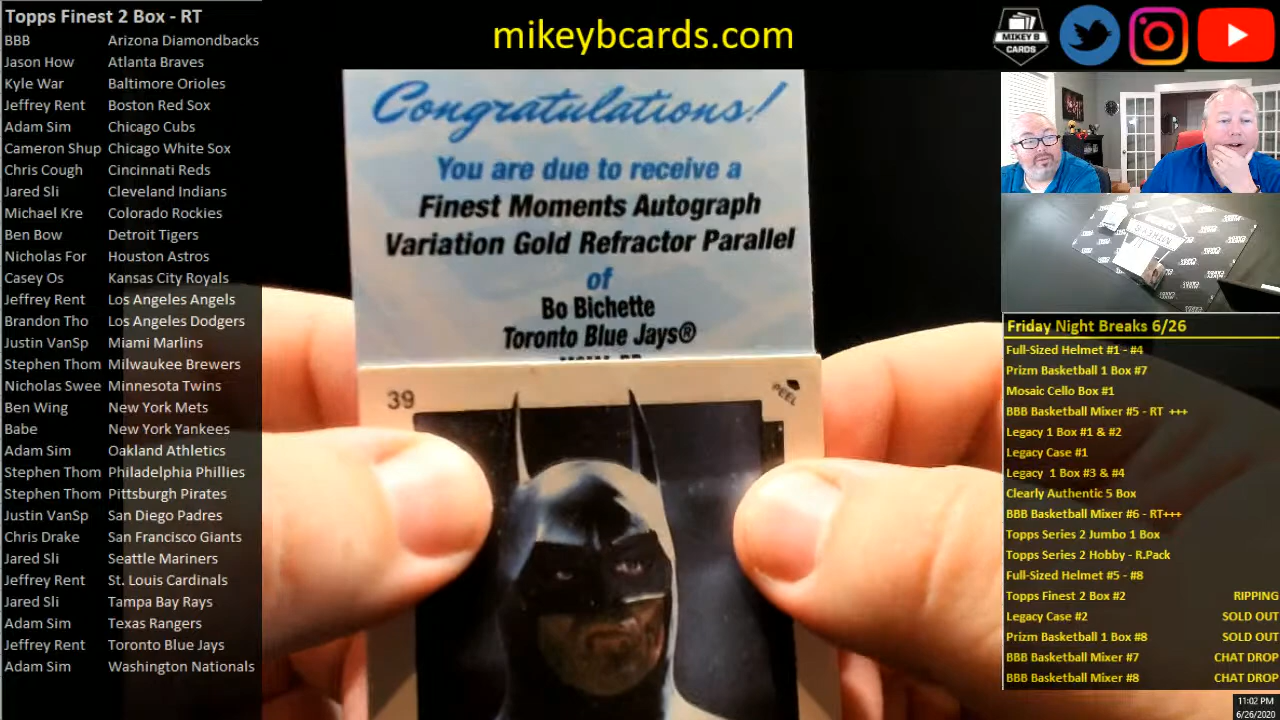 Topps Finest 2 Box - RT
BBB Arizona Diamondbacks
Jason How Atlanta Braves
Kyle War Baltimore Orioles
Jeffrey Rent Boston Red Sox
Adam Sim Chicago Cubs
Cameron Shup Chicago White Sox
Chris Cough Cincinnati Reds
Jared Sli Cleveland Indians
Michael Kre Colorado Rockies
Ben Bow Detroit Tigers
Nicholas For Houston Astros
Casey Os Kansas City Royals
Jeffrey Rent Los Angeles Angels
Brandon Tho Los Angeles Dodgers
Justin VanSp Miami Marlins
Stephen Thom Milwaukee Brewers
Nicholas Swee Minnesota Twins
Ben Wing New York Mets
Babe New York Yankees
Adam Sim Oakland Athletics
Stephen Thom Philadelphia Phillies
Stephen Thom Pittsburgh Pirates
Justin VanSp San Diego Padres
Chris Drake San Francisco Giants
Jared Sli Seattle Mariners
Jeffrey Rent St. Louis Cardinals
Jared Sli Tampa Bay Rays
Adam Sim Texas Rangers
Jeffrey Rent Toronto Blue Jays
Adam Sim Washington Nationals
mikeybcards.com
MIKEY B
CARDS
Congratulations!
You are due to receive a
Finest Moments Autograph
Variation Gold Refractor Parallel
of
Bo Bichette
Toronto Blue Jays®
39
PEEL
MIKEY B
Friday Night Breaks 6/26
Full-Sized Helmet #1 - #4
Prizm Basketball 1 Box #7
Mosaic Cello Box #1
BBB Basketball Mixer #5 - RT +++
Legacy 1 Box #1 & #2
Legacy Case #1
Legacy 1 Box #3 & #4
Clearly Authentic 5 Box
BBB Basketball Mixer #6 - RT+++
Topps Series 2 Jumbo 1 Box
Topps Series 2 Hobby - R.Pack
Full-Sized Helmet #5 - #8
Topps Finest 2 Box #2 RIPPING
Legacy Case #2 SOLD OUT
Prizm Basketball 1 Box #8 SOLD OUT
BBB Basketball Mixer #7 CHAT DROP
BBB Basketball Mixer #8 CHAT DROP
11:02 PM
6/26/2020